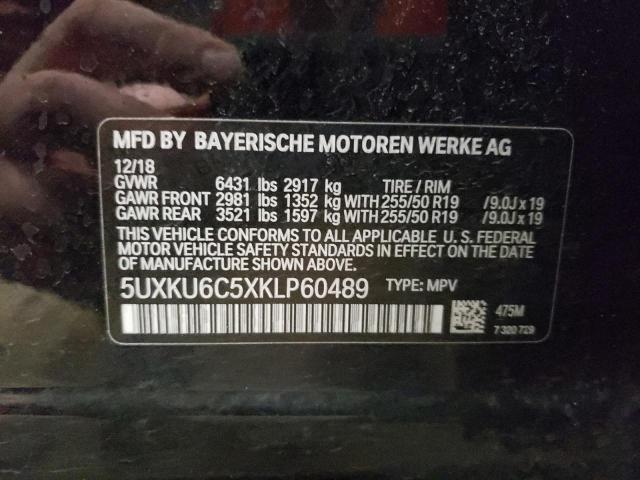 MFD BY BAYERISCHE MOTOREN WERKE AG
12/18
GVWR 6431 lbs 2917 kg TIRE / RIM
GAWR FRONT 2981 lbs 1352 kg WITH 255/50 R19 /9.0J x 19
GAWR REAR 3521 lbs 1597 kg WITH 255/50 R19 /9.0J x 19
THIS VEHICLE CONFORMS TO ALL APPLICABLE U. S. FEDERAL
MOTOR VEHICLE SAFETY STANDARDS IN EFFECT ON THE DATE
OF MANUFACTURE SHOWN ABOVE.
5UXKU6C5XKLP60489 TYPE: MPV
475M
7 320 729